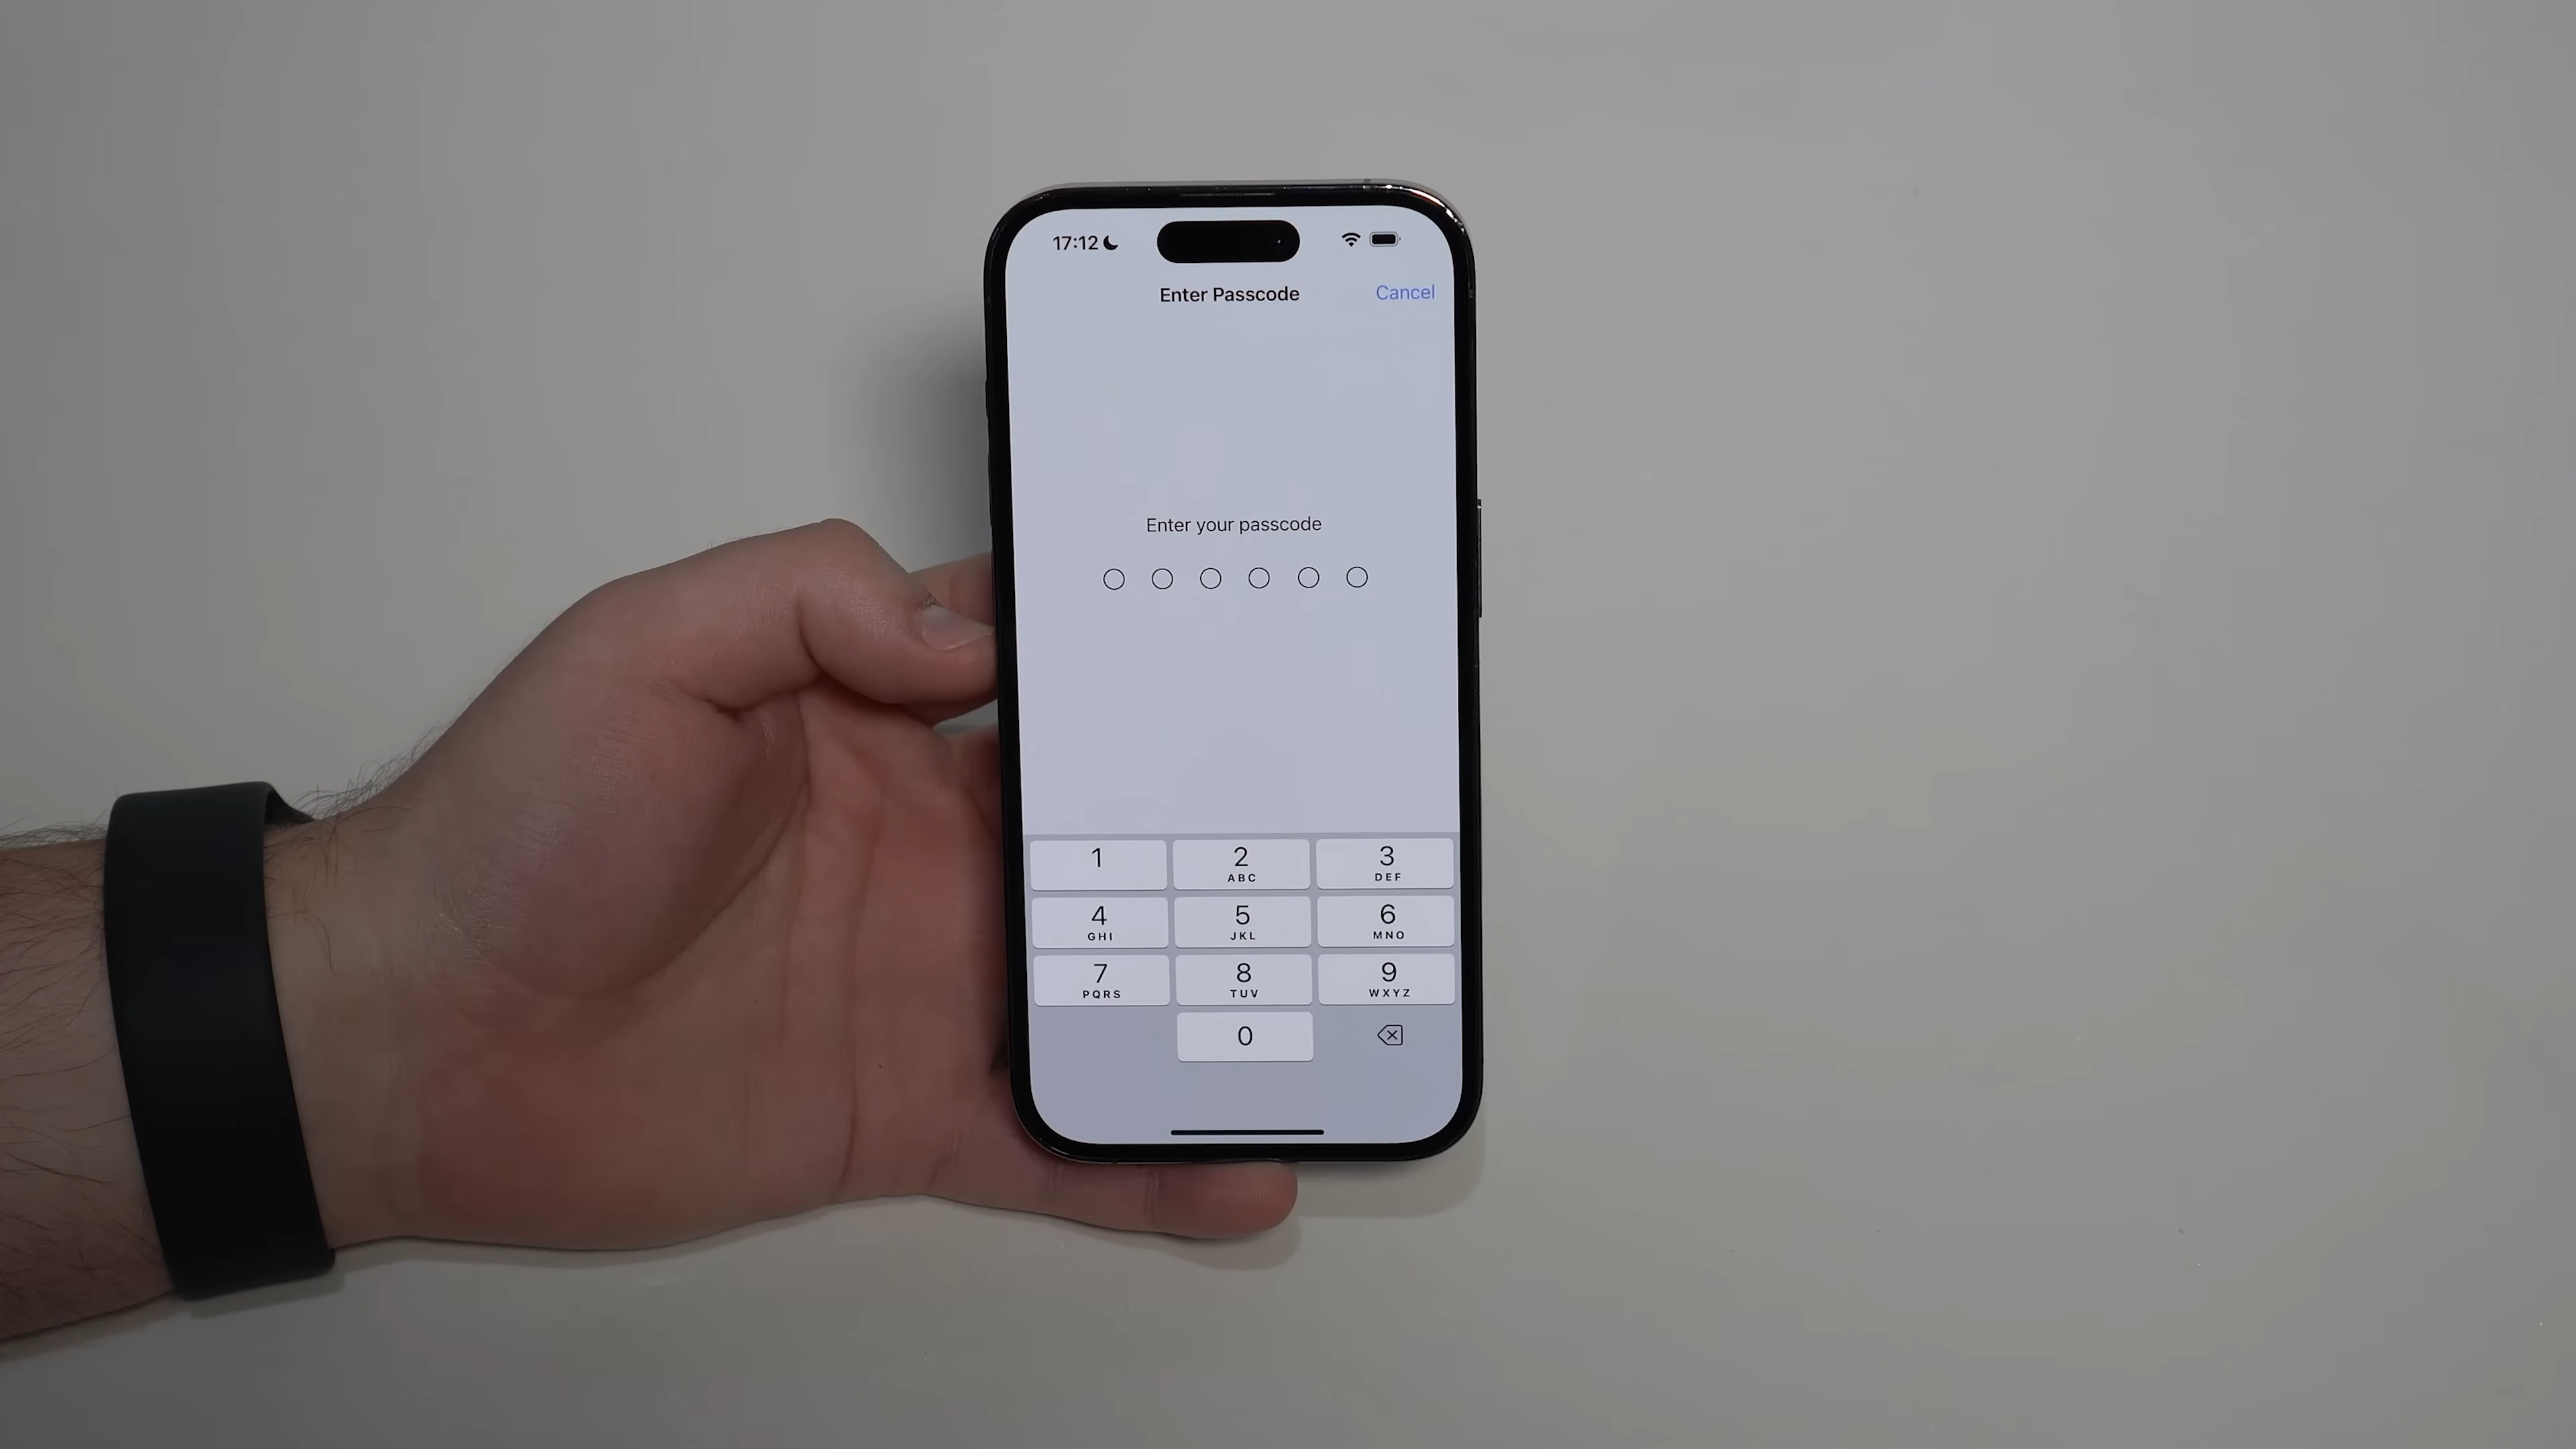 17:12
Enter Passcode Cancel
Enter your passcode
1 2 3
ABC DEF
4 5 6
GHI JKL MNO
7 8 9
PQRS TUV WXYZ
0